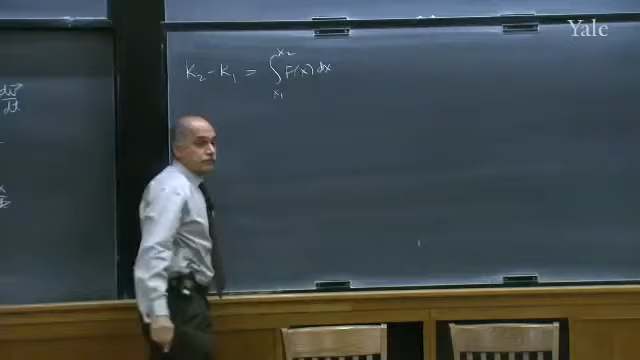 Yale
K₂ - K₁ = ∫_{x₁}^{x₂} F(x) dx